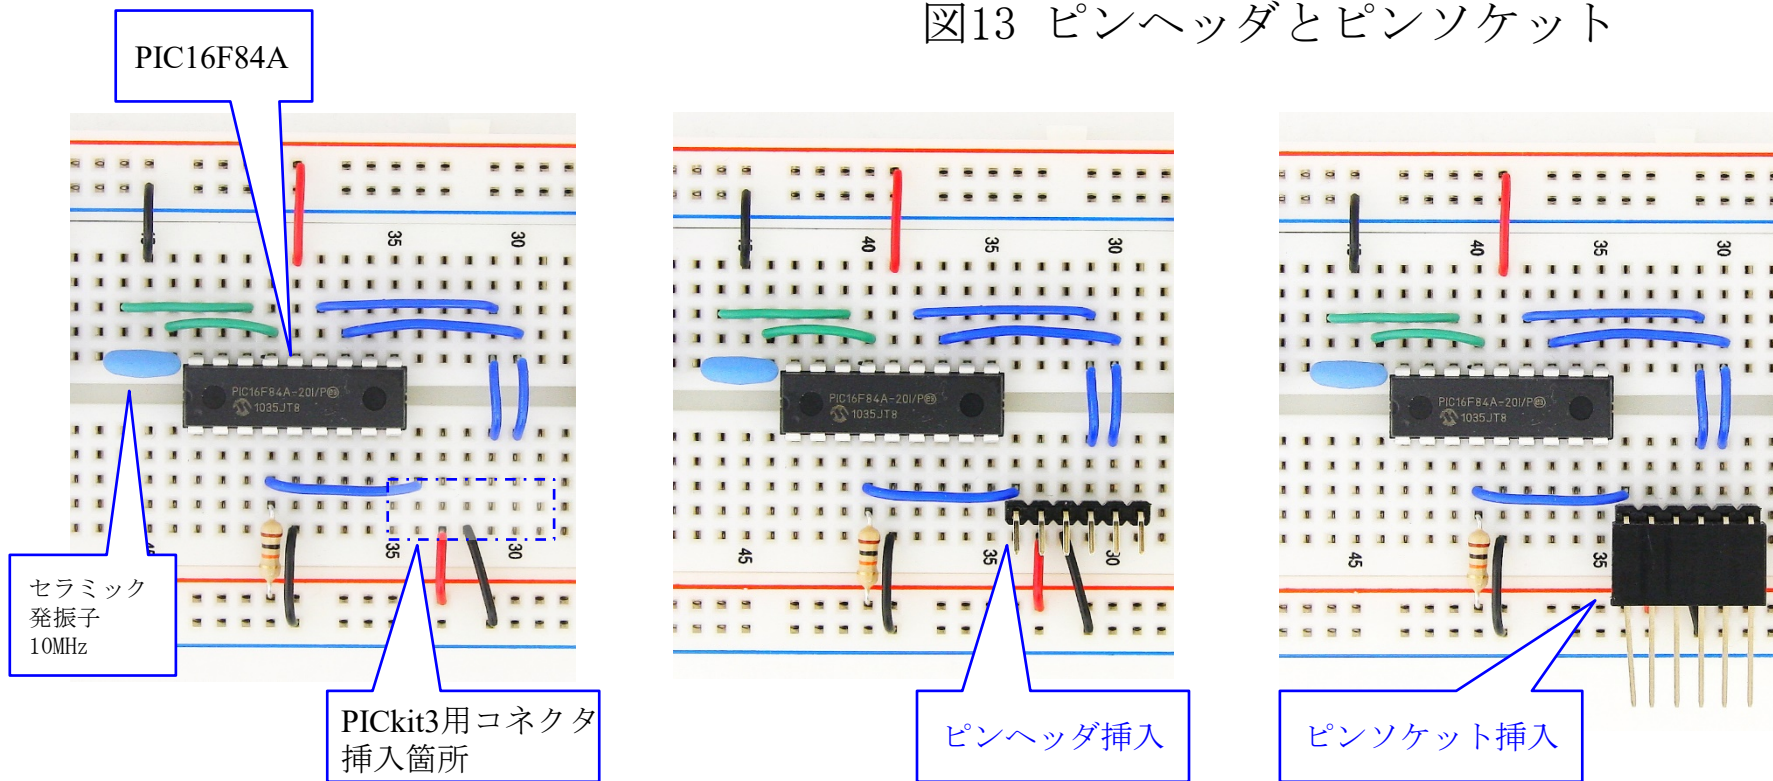 図13 ピンヘッダとピンソケット
PIC16F84A
35
30
PIC16F84A-20I/P
1035JT8
35
30
セラミック
発振子
10MHz
PICkit3用コネクタ
挿入箇所
40
35
30
PIC16F84A-20I/P
1035JT8
45
35
30
ピンヘッダ挿入
40
35
30
PIC16F84A-20I/P
1035JT8
45
35
ピンソケット挿入